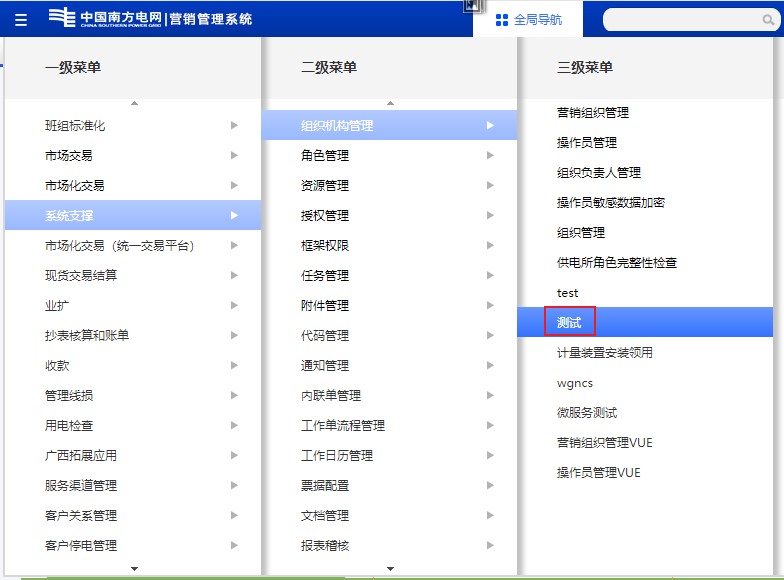 中国南方电网
CHINA SOUTHERN POWER GRID
营销管理系统
全局导航
一级菜单
班组标准化
市场交易
市场化交易
系统支撑
市场化交易（统一交易平台）
现货交易结算
业扩
抄表核算和账单
收款
管理线损
用电检查
广西拓展应用
服务渠道管理
客户关系管理
客户停电管理
二级菜单
组织机构管理
角色管理
资源管理
授权管理
框架权限
任务管理
附件管理
代码管理
通知管理
内联单管理
工作单流程管理
工作日历管理
票据配置
文档管理
报表稽核
三级菜单
营销组织管理
操作员管理
组织负责人管理
操作员敏感数据加密
组织管理
供电所角色完整性检查
test
测试
计量装置安装领用
wgncs
微服务测试
营销组织管理VUE
操作员管理VUE